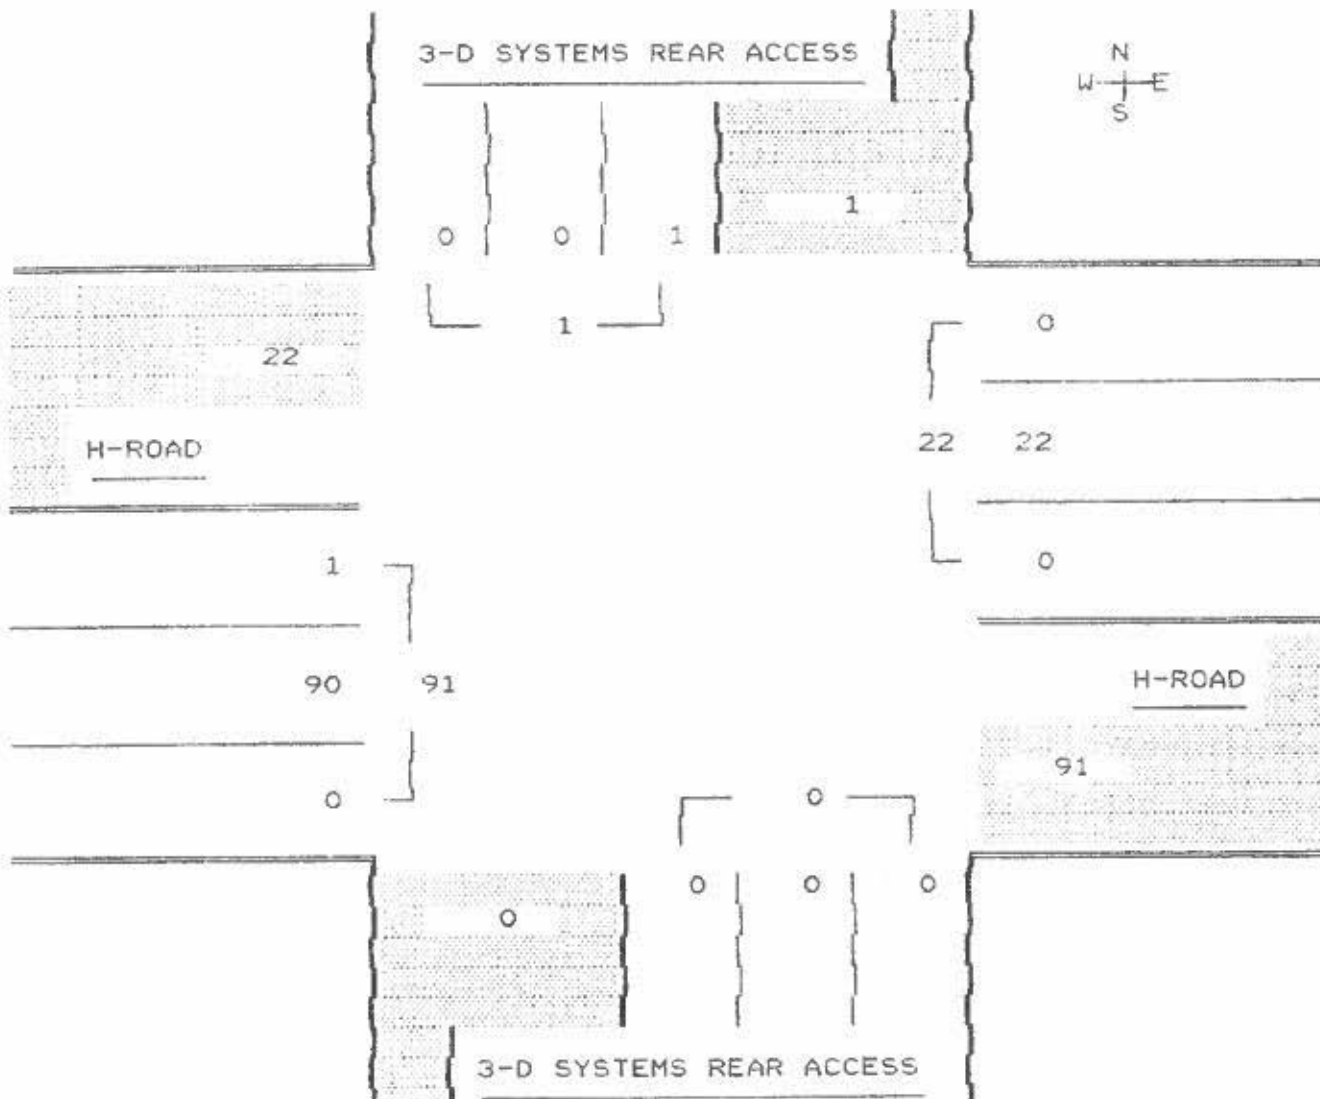 3-D SYSTEMS REAR ACCESS
N
W E
S
1
0 0 1
1
0
22
H-ROAD
22 22
1
0
90 91
H-ROAD
91
0
0
0 0 0
0
3-D SYSTEMS REAR ACCESS